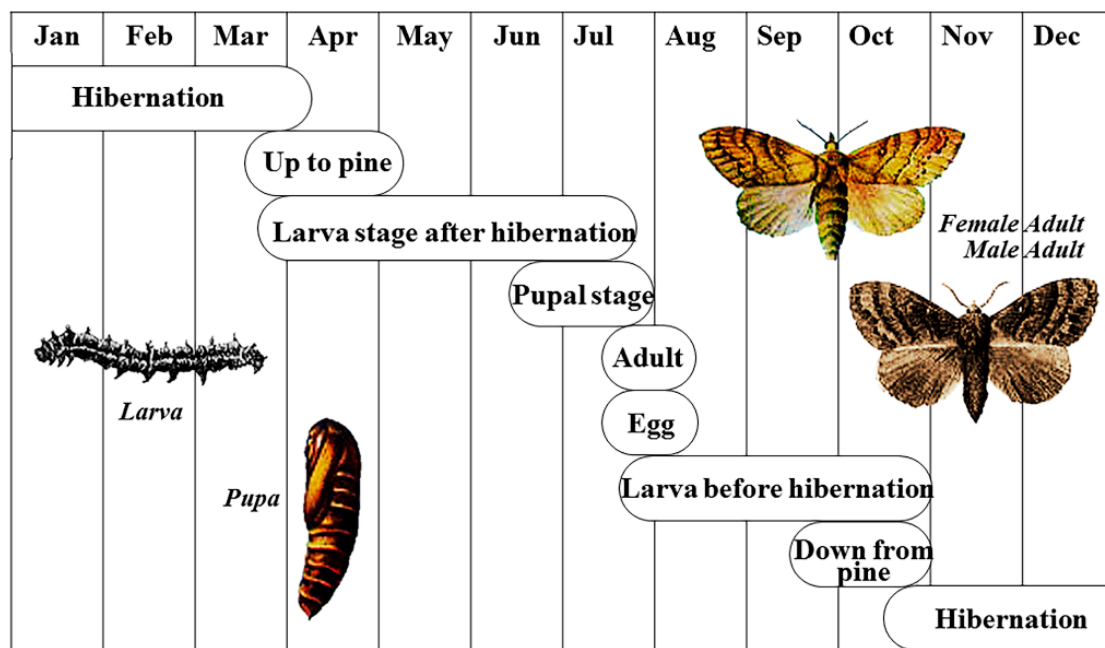 Jan Feb Mar Apr May Jun Jul Aug Sep Oct Nov Dec
Hibernation
Up to pine
Larva stage after hibernation
Female Adult
Male Adult
Pupal stage
Adult
Larva
Egg
Pupa
Larva before hibernation
Down from
pine
Hibernation